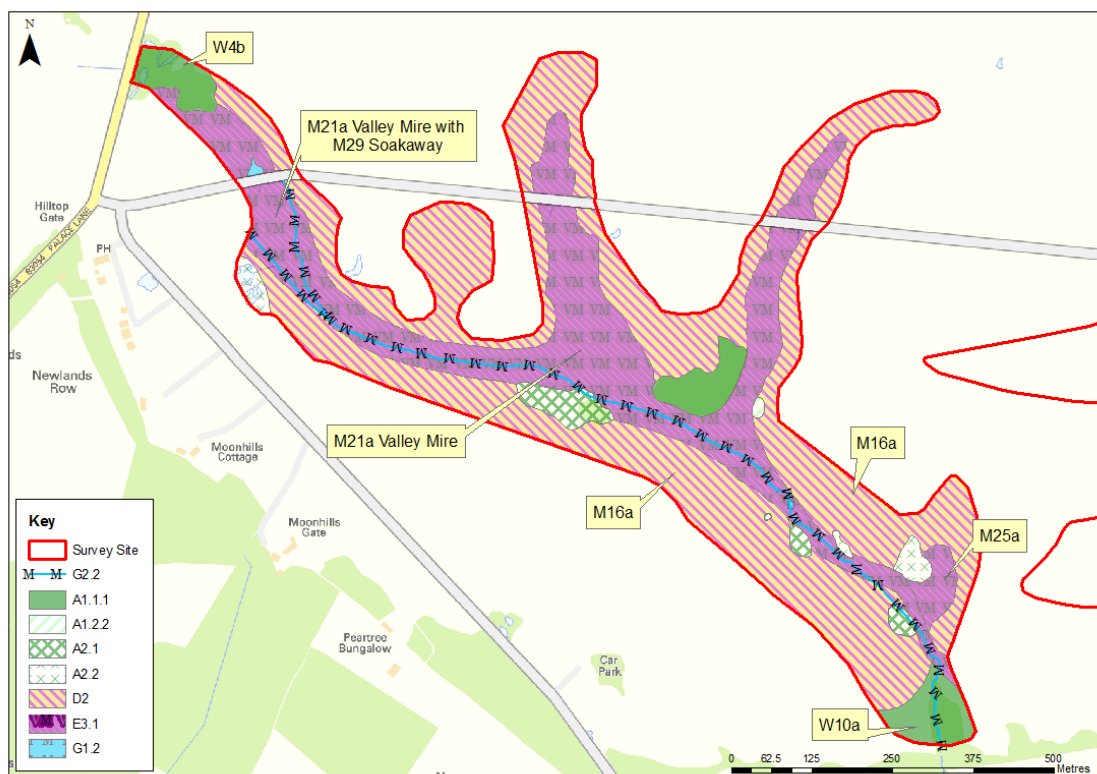 N
W4b
M21a Valley Mire with
M29 Soakaway
Hilltop
Gate
PH
B3054 PALACE LANE
Newlands
Row
Moonhills
Cottage
M21a Valley Mire
M16a
M16a
M25a
Moonhills
Gate
Peartree
Bungalow
Car
Park
W10a
Key
Survey Site
M M G2.2
A1.1.1
A1.2.2
A2.1
A2.2
D2
VM E3.1
G1.2
0 62.5 125 250 375 500
Metres